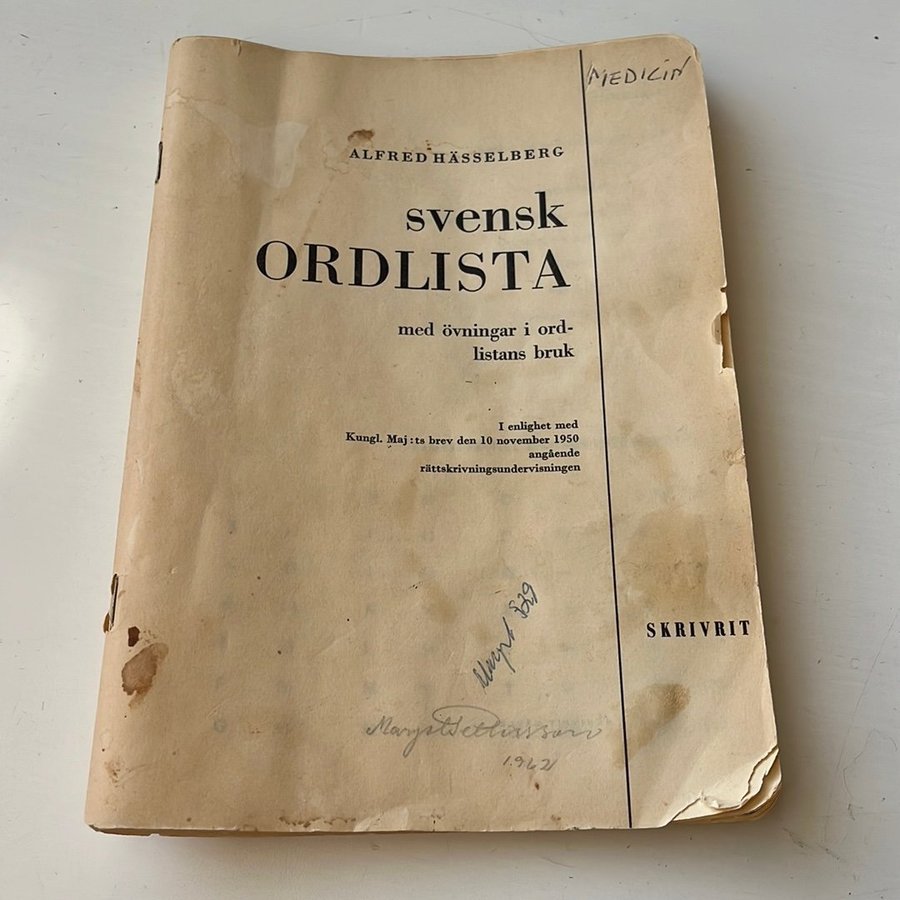 MEDICIN
ALFRED HÄSSELBERG
svensk
ORDLISTA
med övningar i ord-
listans bruk
I enlighet med
Kungl. Maj:ts brev den 10 november 1950
angående
rättskrivningsundervisningen
SKRIVRIT
1962